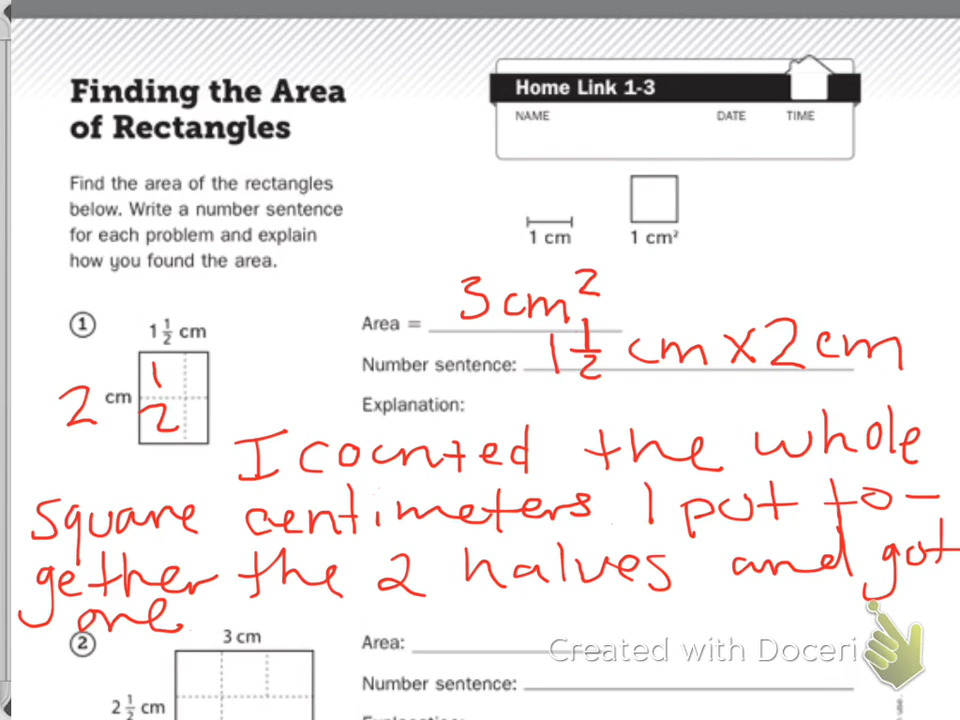 Finding the Area
of Rectangles
Home Link 1-3
NAME DATE TIME
Find the area of the rectangles
below. Write a number sentence
for each problem and explain
how you found the area.
1 cm 1 cm²
1 1½ cm
2 cm
1
2
Area = 3 cm²
Number sentence: 1½ cm x 2 cm
Explanation:
I counted the whole
square centimeters I put to-
gether the 2 halves and got
one
2 3 cm
2½ cm
Area:
Number sentence:
Created with Doceri
use.